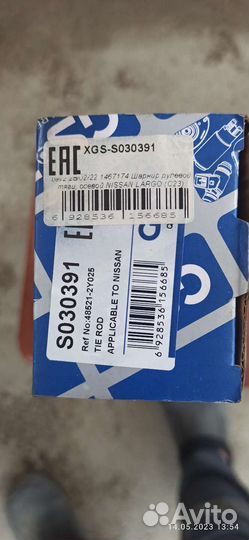 EAC
XGS-S030391
1467174 Шарнир рулевой
тяги, осевой NISSAN LARGO (C23)
6 928536 156685
S030391
Ref No:48521-2Y025
TIE ROD
APPLICABLE TO NISSAN
6 928536 156685
Avito
14.05.2023 13:54